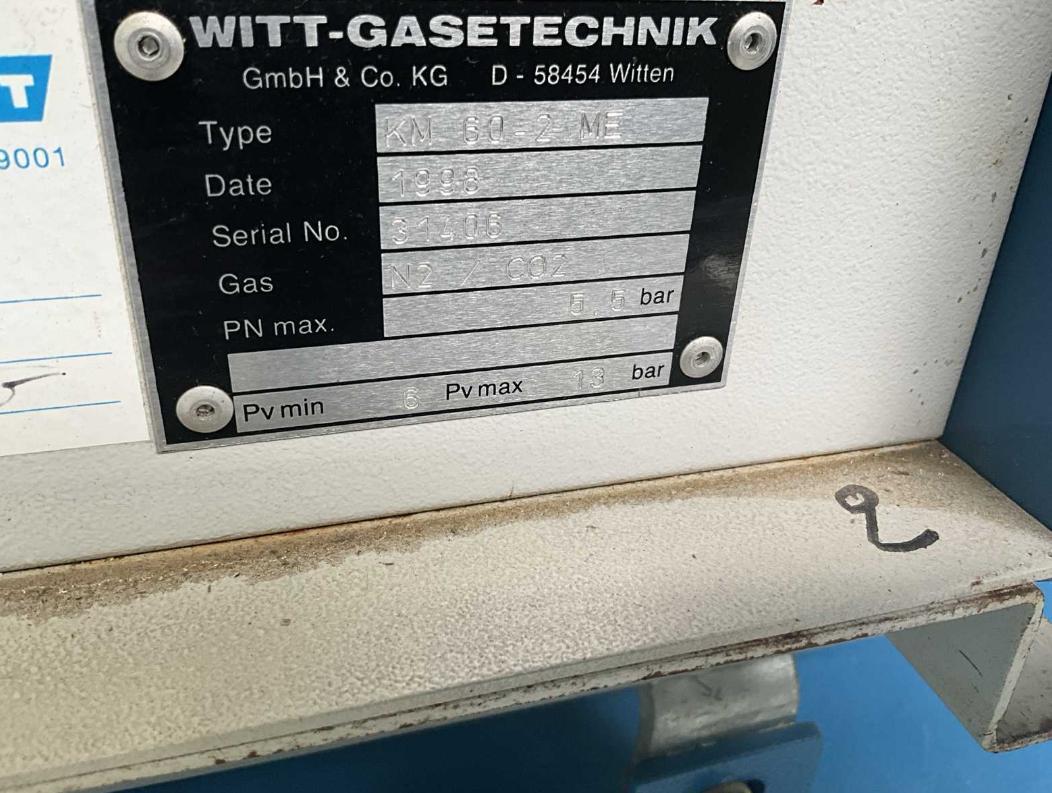 WITT-GASETECHNIK
GmbH & Co. KG D - 58454 Witten
T
9001
Type KM 60-2 ME
Date 1998
Serial No. 31406
Gas N2 / CO2
PN max. 5,5 bar
Pv min 6 Pv max 13 bar
2